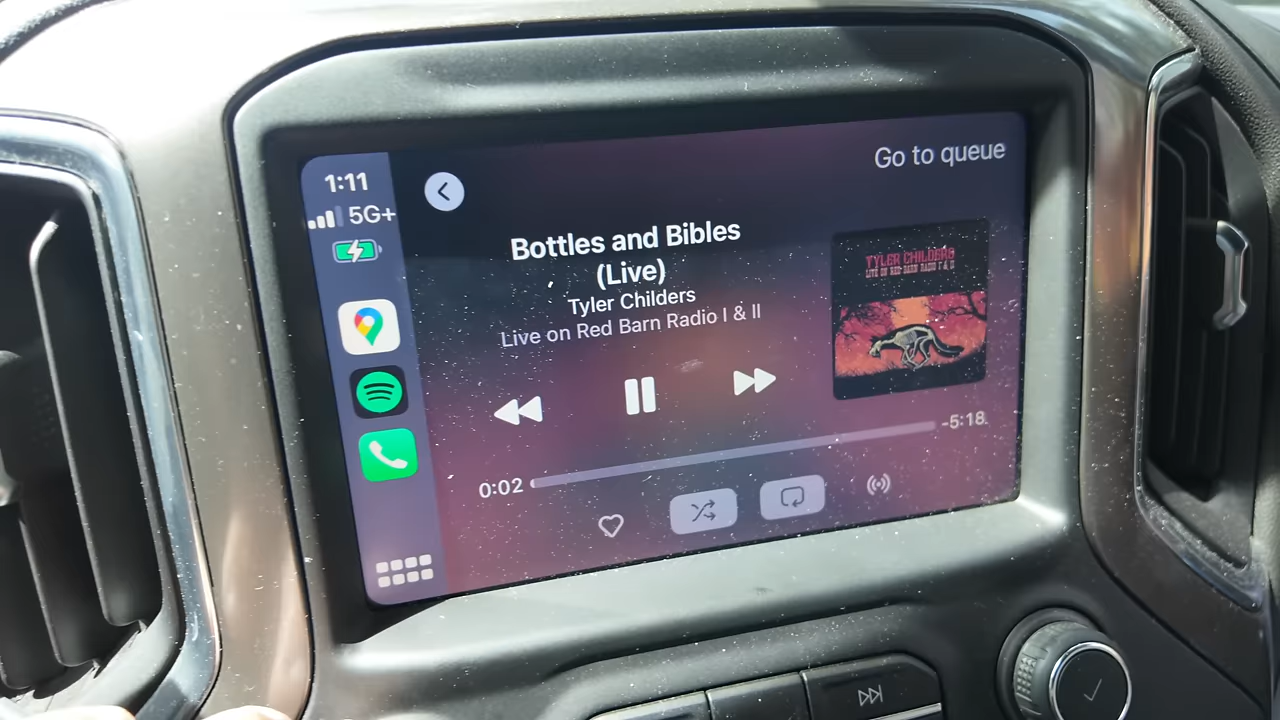 1:11
5G+
Go to queue
Bottles and Bibles
(Live)
Tyler Childers
Live on Red Barn Radio I & II
TYLER CHILDERS
LIVE ON RED BARN RADIO I & II
-5:18
0:02